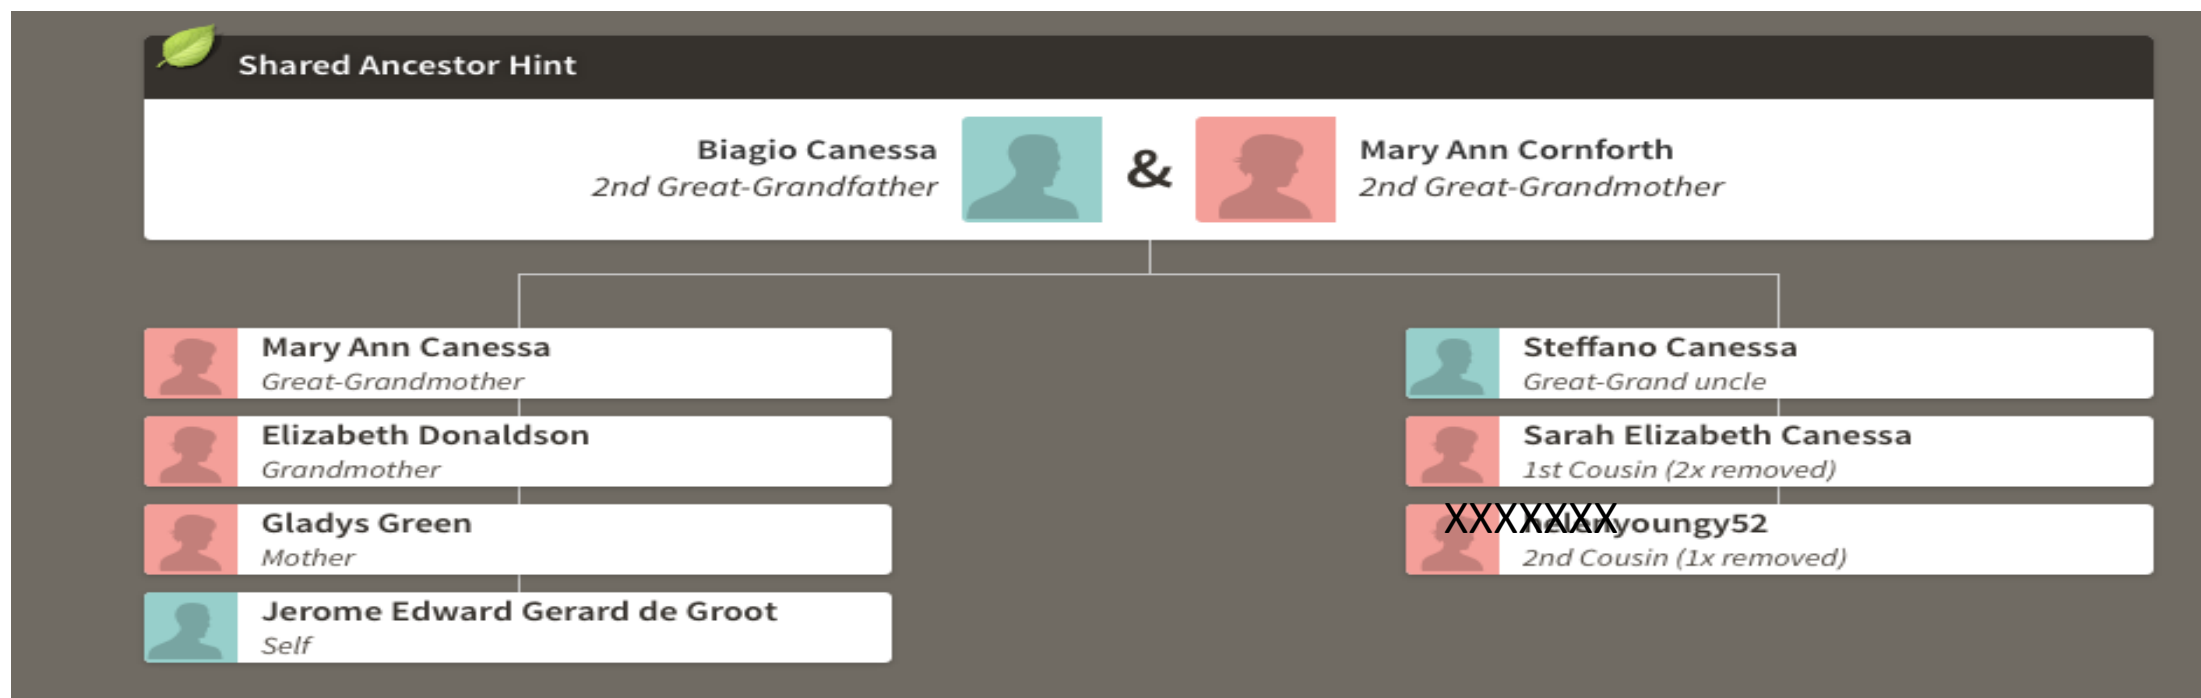 Shared Ancestor Hint
Biagio Canessa
2nd Great-Grandfather
&
Mary Ann Cornforth
2nd Great-Grandmother
Mary Ann Canessa
Great-Grandmother
Elizabeth Donaldson
Grandmother
Gladys Green
Mother
Jerome Edward Gerard de Groot
Self
Steffano Canessa
Great-Grand uncle
Sarah Elizabeth Canessa
1st Cousin (2x removed)
XXXXXXX
2nd Cousin (1x removed)